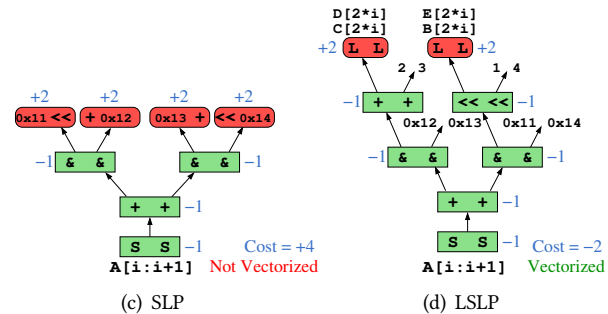 D[2*i] E[2*i]
C[2*i] B[2*i]
+2 L L L L +2
2 3 1 4
-1 + + << << -1
0x12 0x13 0x11 0x14
-1 & & & & -1
+ + -1
S S -1 Cost = −2
A[i:i+1] Vectorized
(d) LSLP
+2 +2 +2 +2
0x11 << + 0x12 0x13 + << 0x14
-1 & & & & -1
+ + -1
S S -1 Cost = +4
A[i:i+1] Not Vectorized
(c) SLP